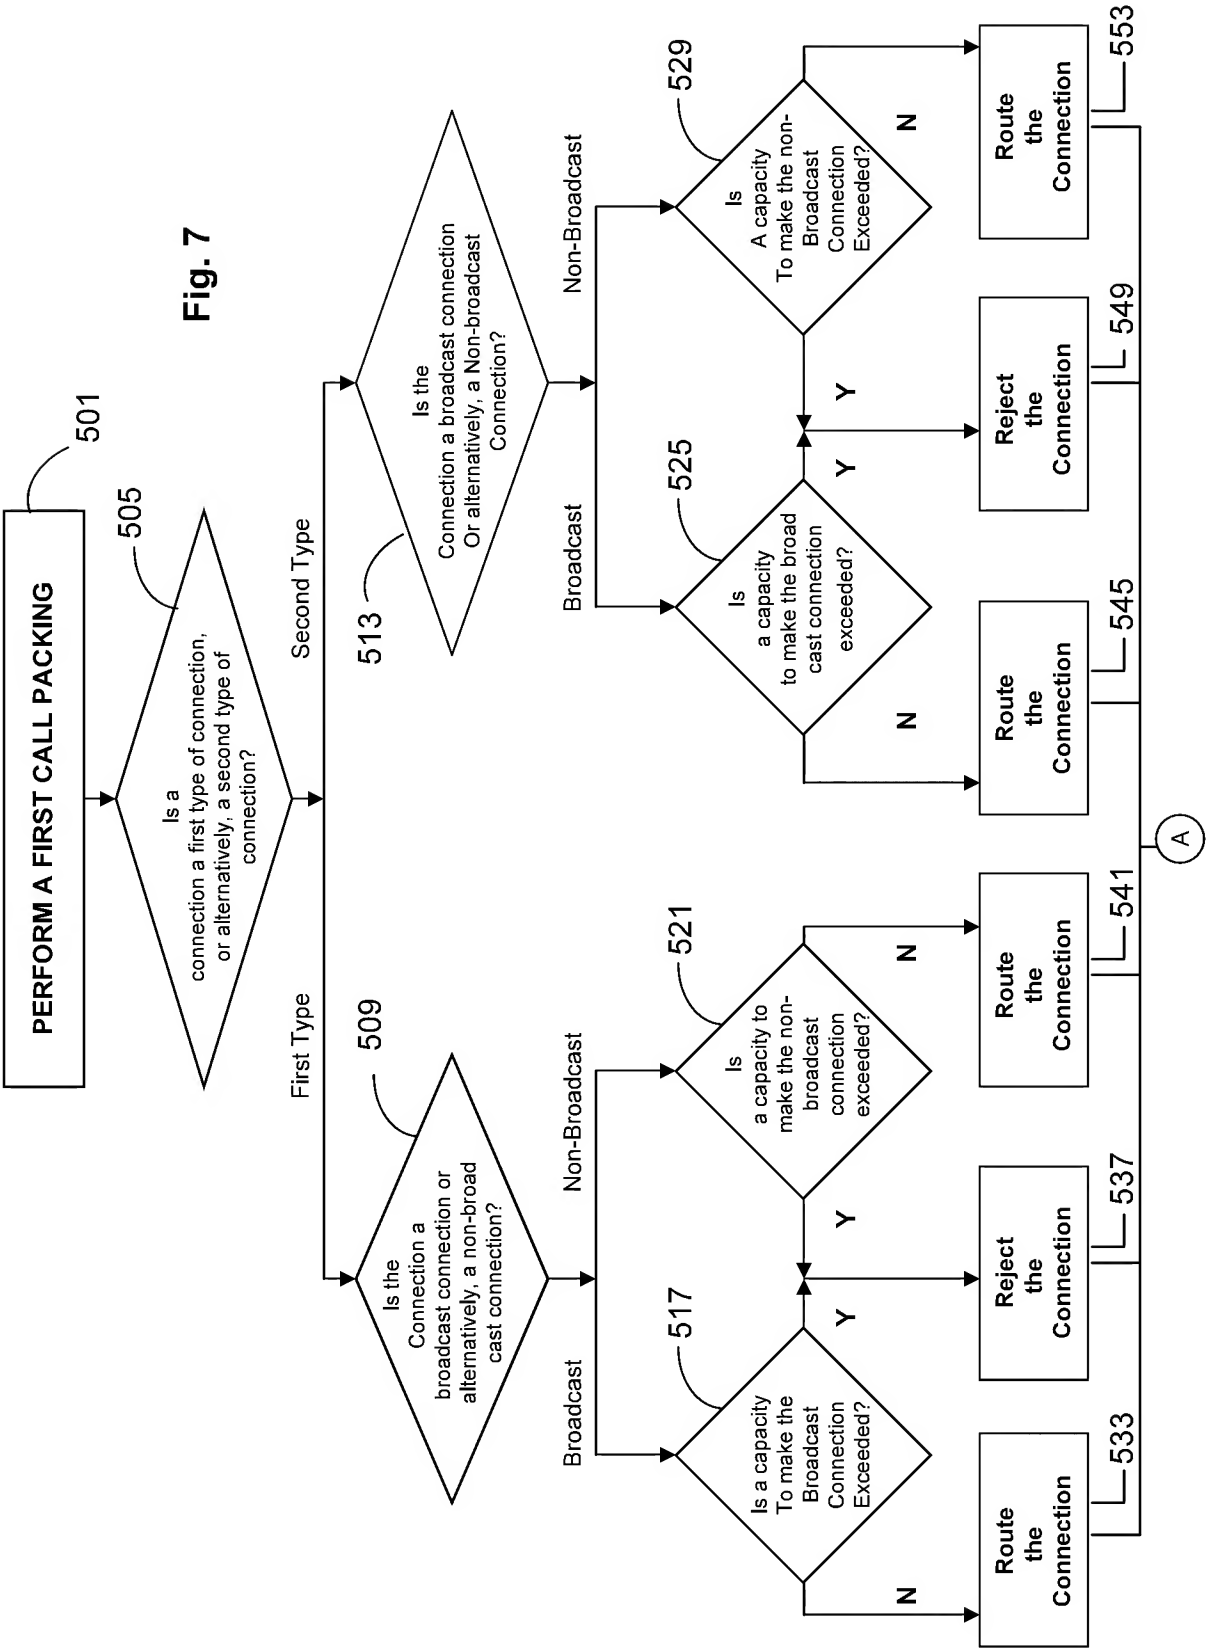 Fig. 7
PERFORM A FIRST CALL PACKING
501
505
Is a
connection a first type of connection,
or alternatively, a second type of
connection?
First Type
Second Type
509
Is the
Connection a
broadcast connection or
alternatively, a non-broad
cast connection?
513
Is the
Connection a broadcast connection
Or alternatively, a Non-broadcast
Connection?
Broadcast
Non-Broadcast
Broadcast
Non-Broadcast
517
Is a capacity
To make the
Broadcast
Connection
Exceeded?
521
Is
a capacity to
make the non-
broadcast
connection
exceeded?
525
Is
a capacity
to make the broad
cast connection
exceeded?
529
Is
A capacity
To make the non-
Broadcast
Connection
Exceeded?
N
Y
Y
N
N
Y
Y
N
Route
the
Connection
533
Reject
the
Connection
537
Route
the
Connection
541
Route
the
Connection
545
Reject
the
Connection
549
Route
the
Connection
553
A